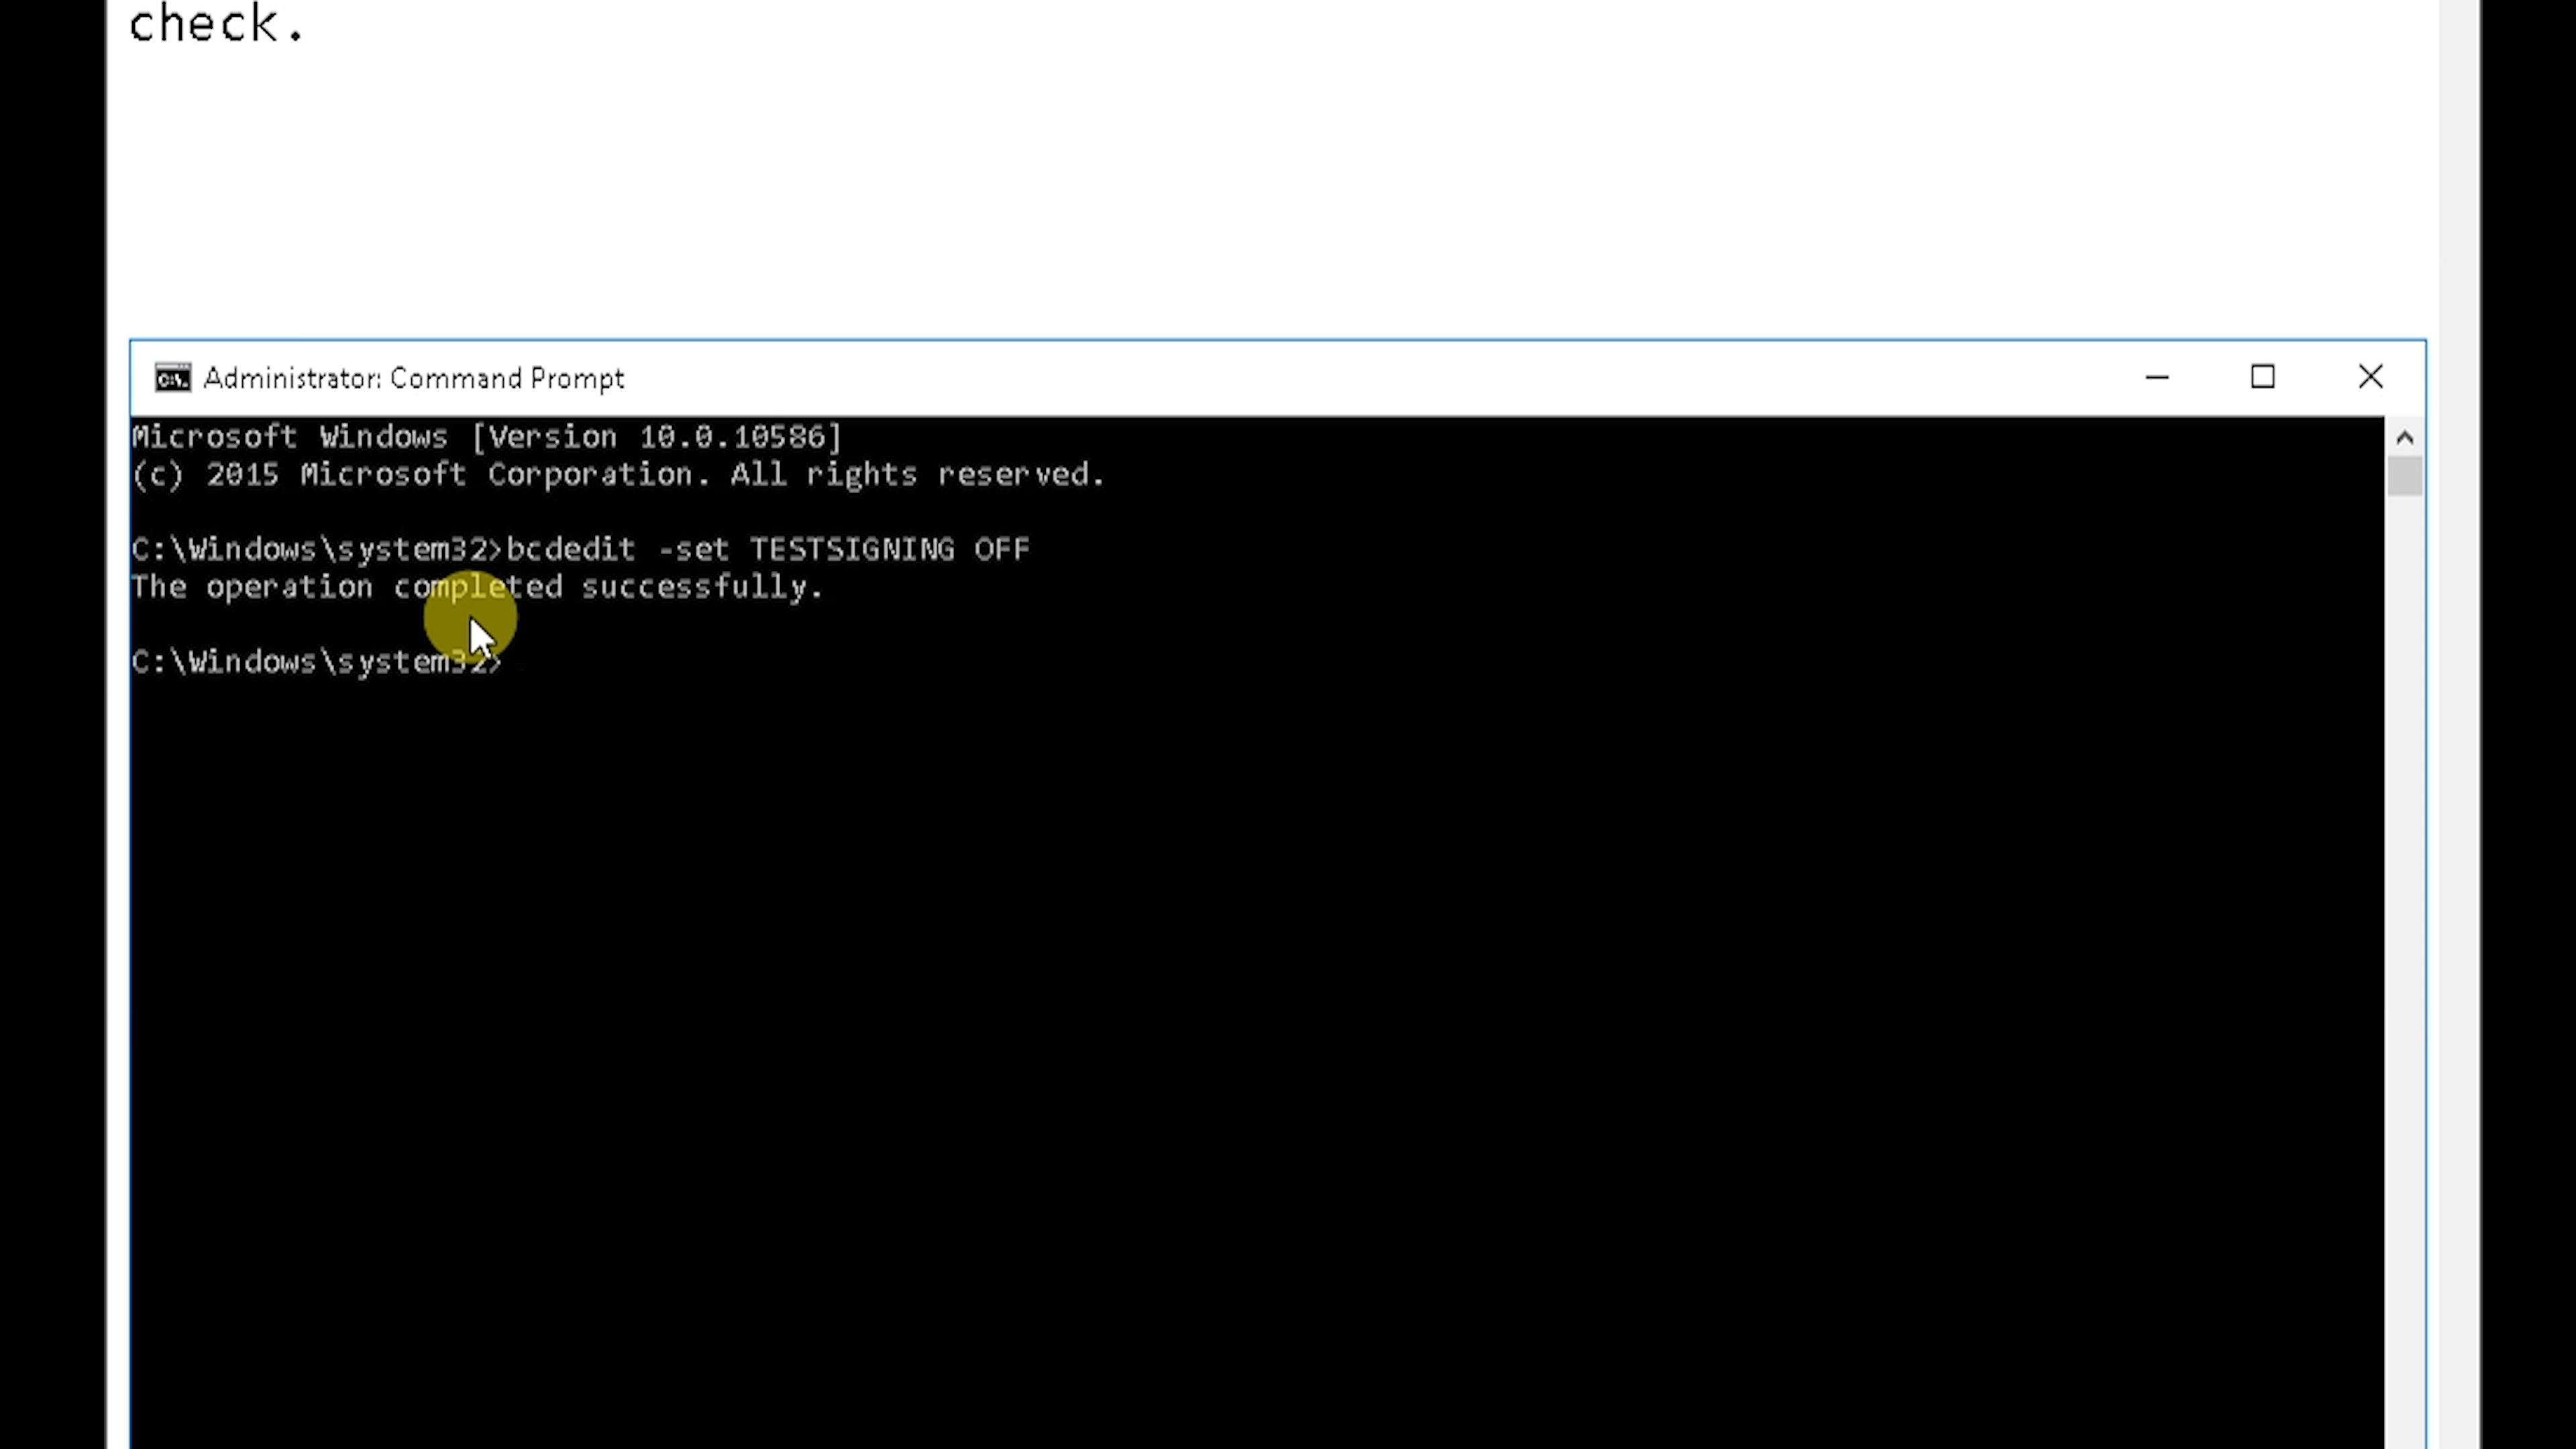 check.
Administrator: Command Prompt
Microsoft Windows [Version 10.0.10586]
(c) 2015 Microsoft Corporation. All rights reserved.
C:\Windows\system32>bcdedit -set TESTSIGNING OFF
The operation completed successfully.
C:\Windows\system32>